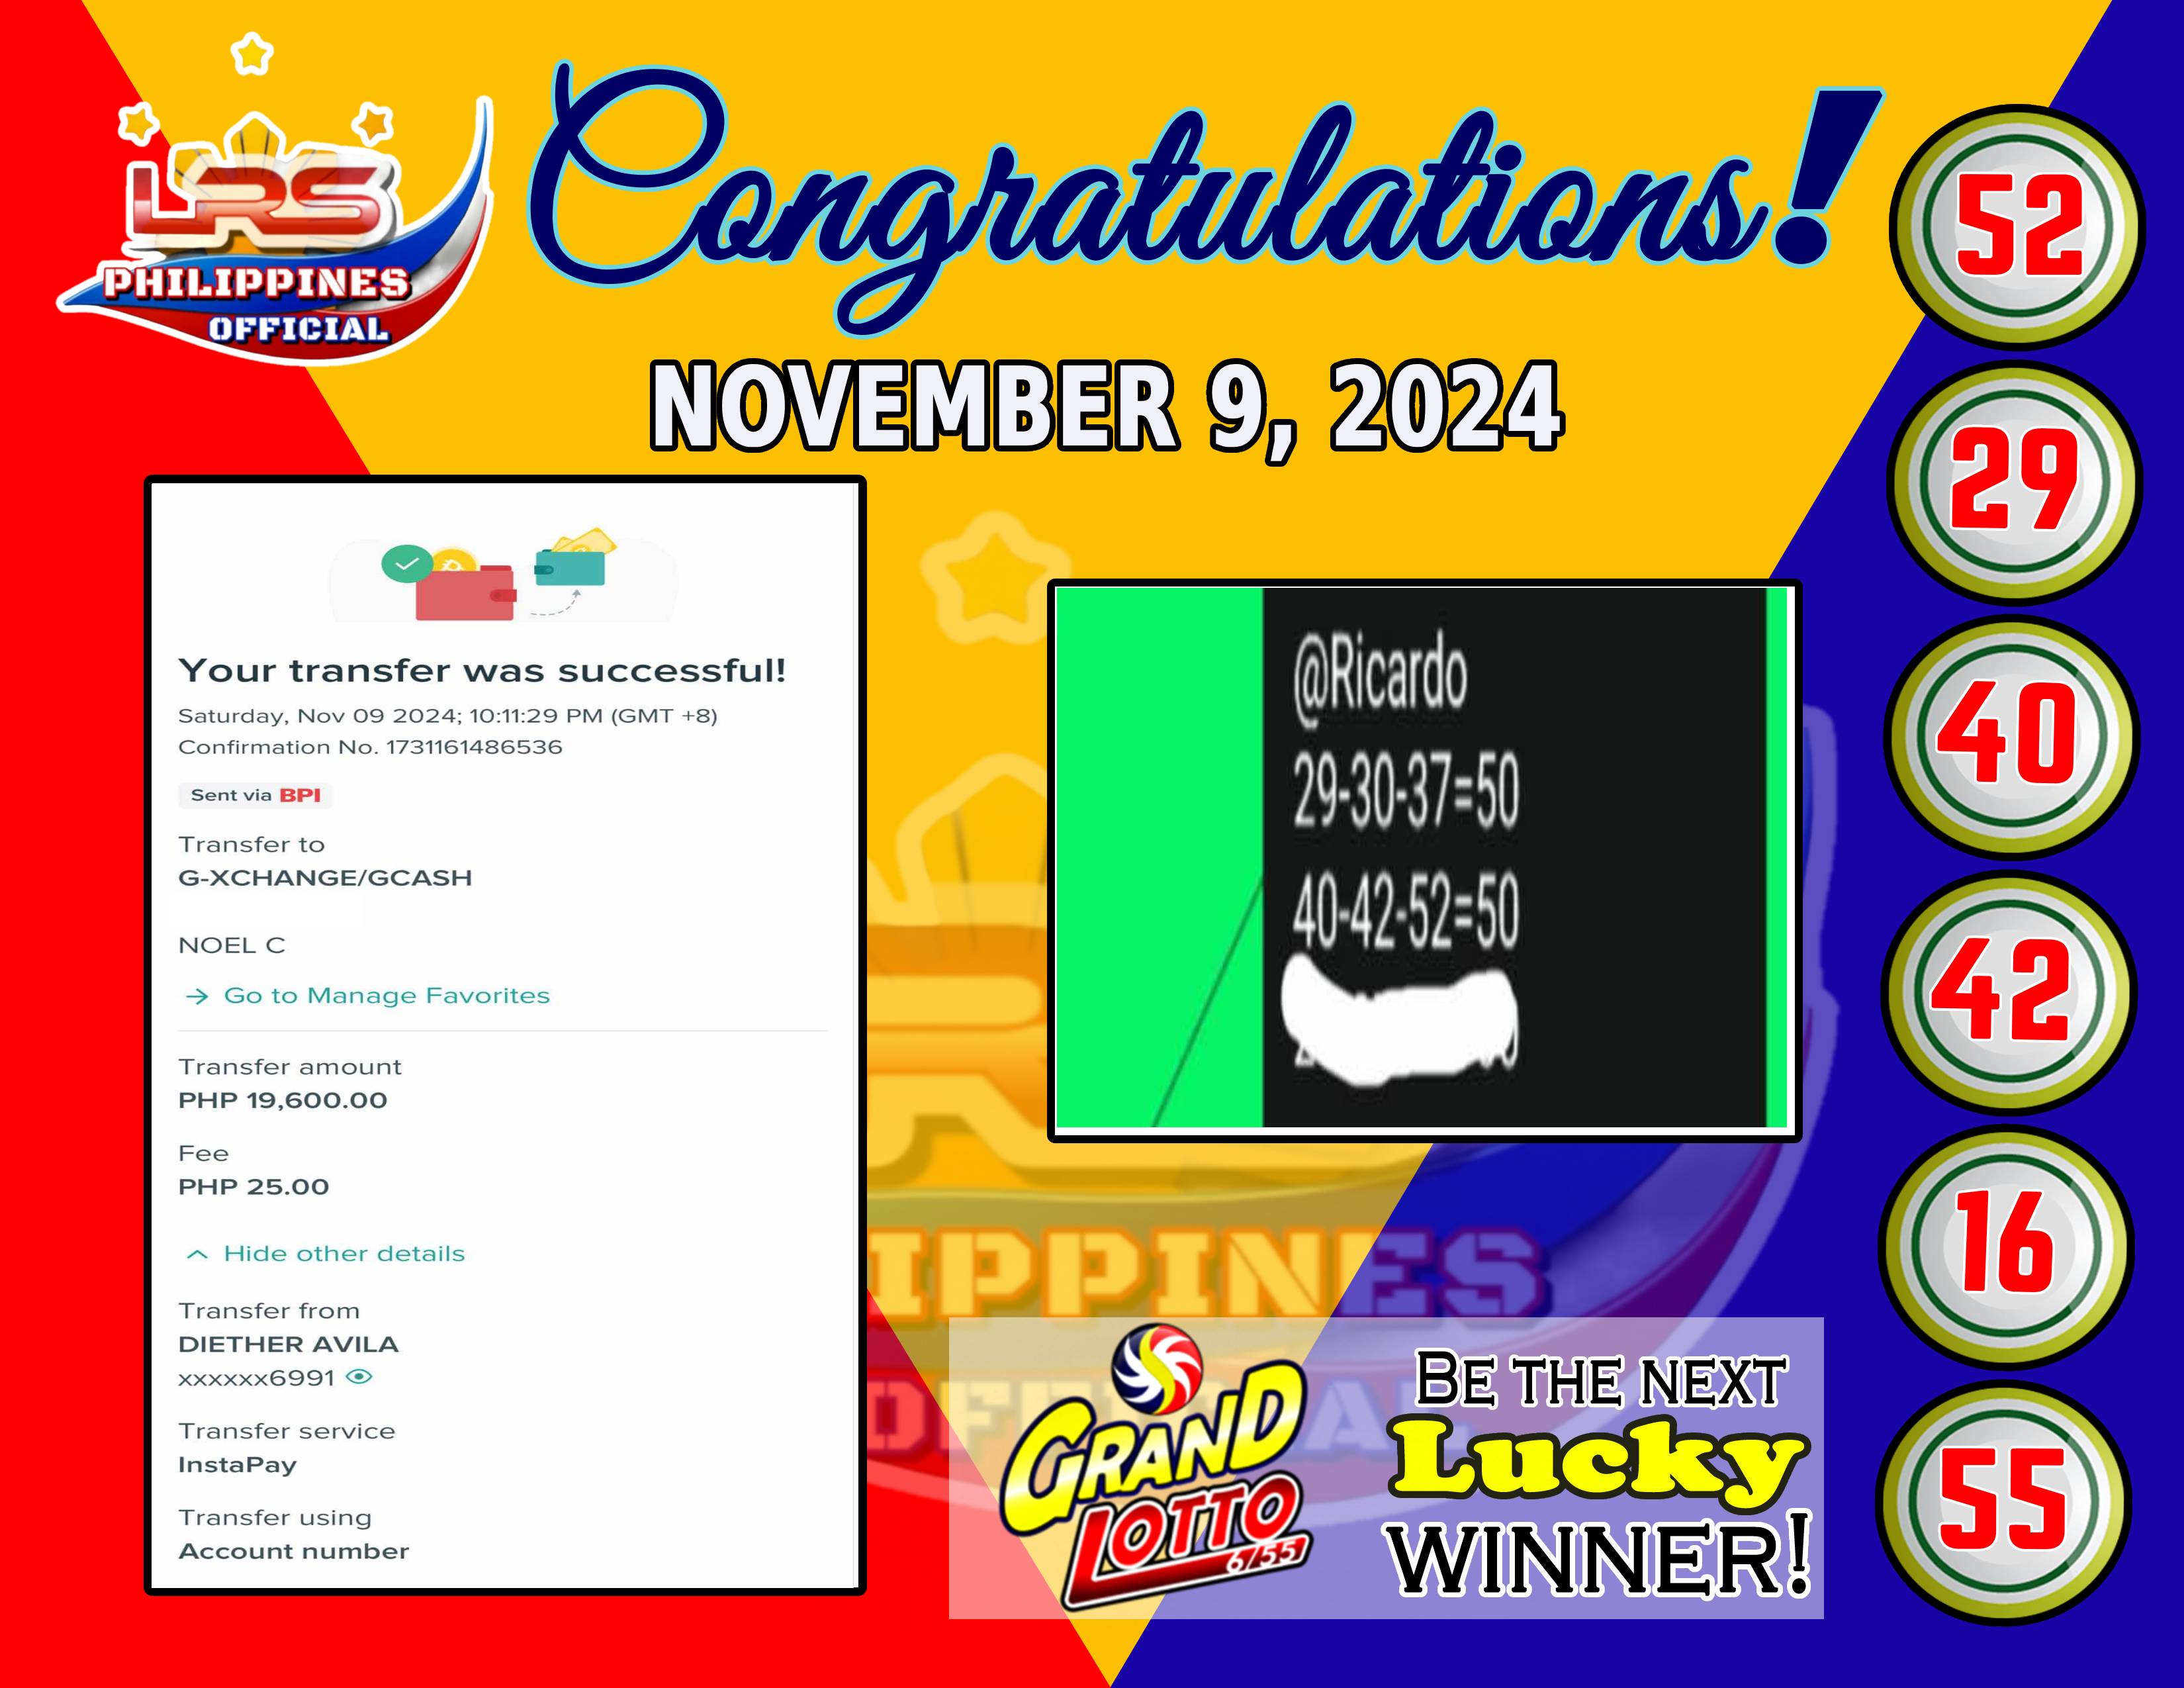 LRS
PHILIPPINES
OFFICIAL
Congratulations!
NOVEMBER 9, 2024
Your transfer was successful!
Saturday, Nov 09 2024; 10:11:29 PM (GMT +8)
Confirmation No. 1731161486536
Sent via BPI
Transfer to
G-XCHANGE/GCASH
NOEL C
→ Go to Manage Favorites
Transfer amount
PHP 19,600.00
Fee
PHP 25.00
Hide other details
Transfer from
DIETHER AVILA
xxxxxx6991
Transfer service
InstaPay
Transfer using
Account number
@Ricardo
29-30-37=50
40-42-52=50
GRAND
LOTTO
6/55
BE THE NEXT
Lucky
WINNER!
52
29
40
42
16
55